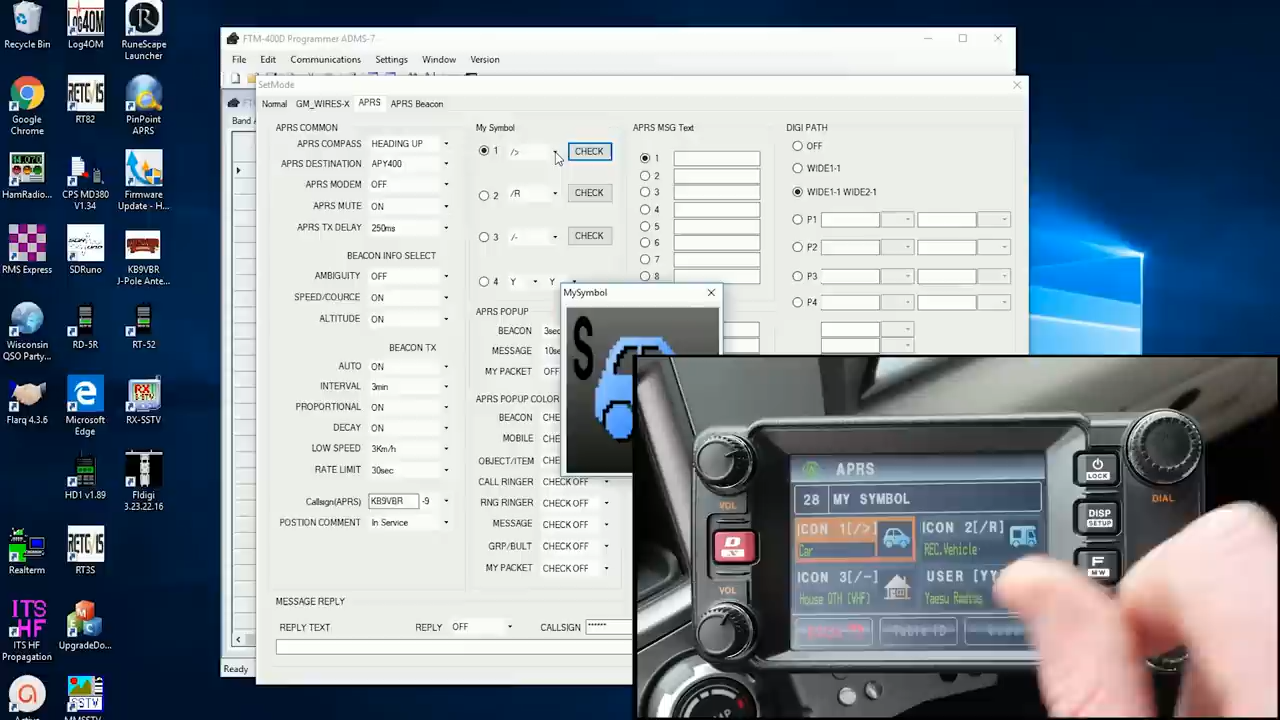 Recycle Bin
Log4OM
RuneScape
Launcher
Google
Chrome
RT82
PinPoint
APRS
HamRadio...
CPS MD380
V1.34
Firmware
Update - H...
RMS Express
SDRuno
KB9VBR
J-Pole Ante...
Wisconsin
QSO Party...
RD-5R
RT-52
Flarq 4.3.6
Microsoft
Edge
RX-SSTV
HD1 v1.89
Fldigi
3.23.22.16
Realterm
RT3S
ITS HF
Propagation
UpgradeDo...
FTM-400D Programmer ADMS-7
File Edit Communications Settings Window Version
SetMode
Normal GM_WIRES-X APRS APRS Beacon
APRS COMMON
APRS COMPASS HEADING UP
APRS DESTINATION APY400
APRS MODEM OFF
APRS MUTE ON
APRS TX DELAY 250ms
BEACON INFO SELECT
AMBIGUITY OFF
SPEED/COURCE ON
ALTITUDE ON
BEACON TX
AUTO ON
INTERVAL 3min
PROPORTIONAL ON
DECAY ON
LOW SPEED 3Km/h
RATE LIMIT 30sec
Callsign(APRS) KB9VBR -9
POSTION COMMENT In Service
MESSAGE REPLY
REPLY TEXT REPLY OFF CALLSIGN ******
Ready
My Symbol
1 /> CHECK
2 /R CHECK
3 /- CHECK
4 Y Y
APRS POPUP
BEACON 3sec
MESSAGE 10se
MY PACKET OFF
APRS POPUP COLOR
BEACON CHE
MOBILE CHE
OBJECT/ITEM CHE
CALL RINGER CHECK OFF
RNG RINGER CHECK OFF
MESSAGE CHECK OFF
GRP/BULT CHECK OFF
MY PACKET CHECK OFF
MySymbol
S
APRS MSG Text
1
2
3
4
5
6
7
8
DIGI PATH
OFF
WIDE1-1
WIDE1-1 WIDE2-1
P1
P2
P3
P4
APRS
28 MY SYMBOL
ICON 1[/>]
Car
ICON 2[/R]
REC.Vehicle
ICON 3[/-]
House QTH [VHF]
USER [YY
Yaesu Radios
Table ID
VOL
VOL
LOCK
DISP
SETUP
F
MW
DIAL